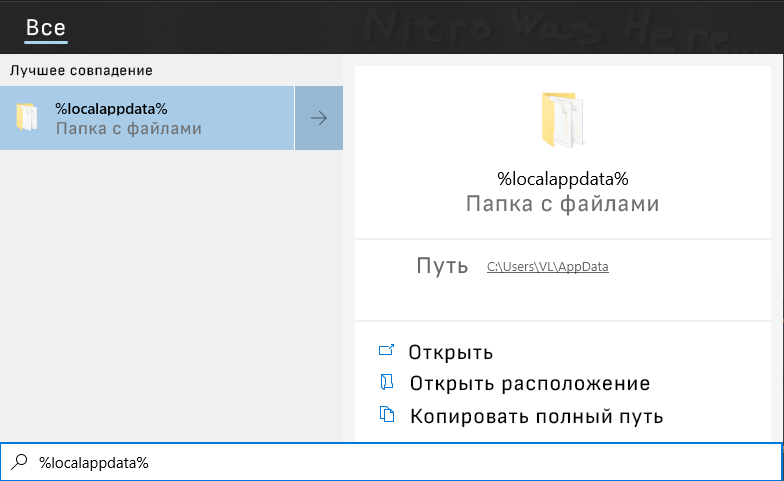 Nitro Was Here...
Все
Лучшее совпадение
%localappdata%
Папка с файлами
%localappdata%
Папка с файлами
Путь C:\Users\VL\AppData
Открыть
Открыть расположение
Копировать полный путь
%localappdata%